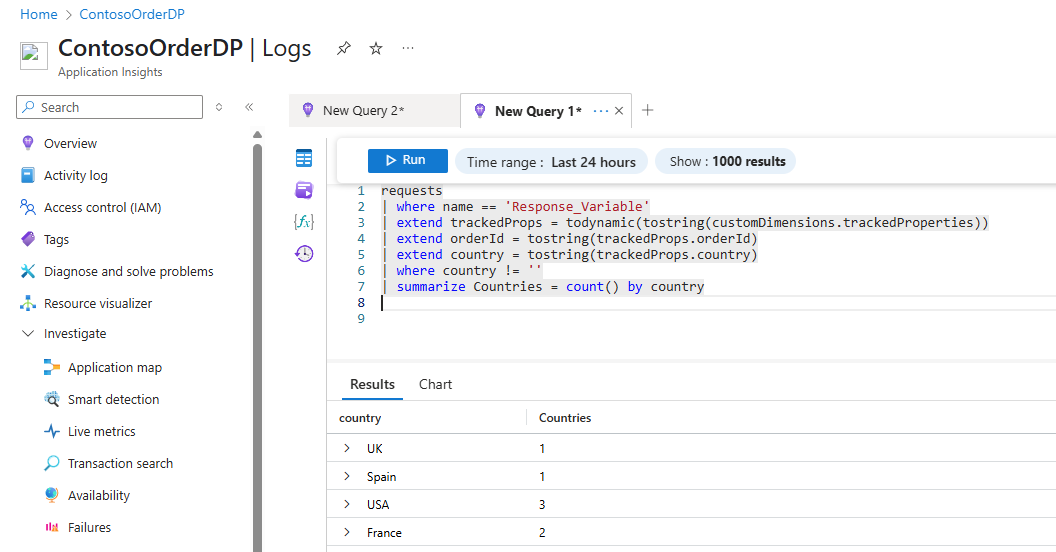 Home > ContosoOrderDP
ContosoOrderDP | Logs ···
Application Insights
Search
Overview
Activity log
Access control (IAM)
Tags
Diagnose and solve problems
Resource visualizer
Investigate
Application map
Smart detection
Live metrics
Transaction search
Availability
Failures
New Query 2*
New Query 1* ··· × +
Run
Time range : Last 24 hours
Show : 1000 results
1 requests
2 | where name == 'Response_Variable'
3 | extend trackedProps = todynamic(tostring(customDimensions.trackedProperties))
4 | extend orderId = tostring(trackedProps.orderId)
5 | extend country = tostring(trackedProps.country)
6 | where country != ''
7 | summarize Countries = count() by country
8
9
{fx}
Results Chart
country Countries
> UK 1
> Spain 1
> USA 3
> France 2